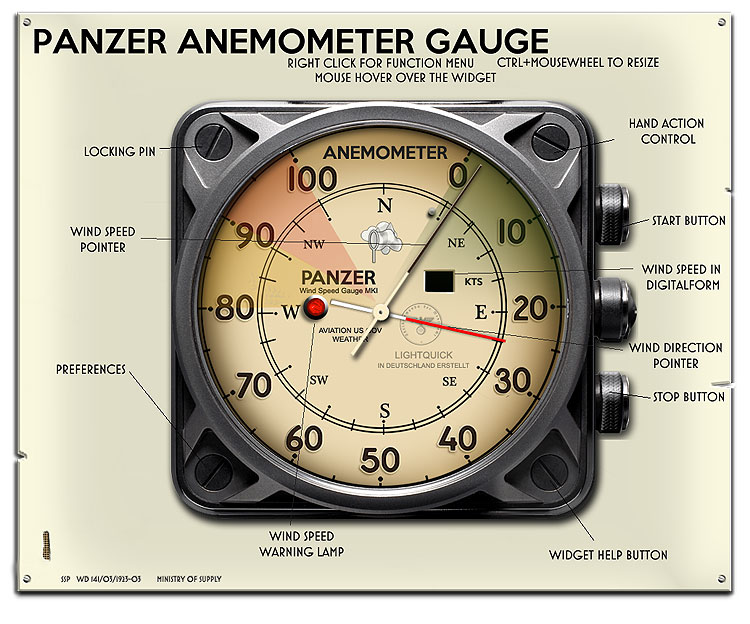 PANZER ANEMOMETER GAUGE
RIGHT CLICK FOR FUNCTION MENU
CTRL+MOUSEWHEEL TO RESIZE
MOUSE HOVER OVER THE WIDGET
HAND ACTION
CONTROL
LOCKING PIN
ANEMOMETER
100
0
START BUTTON
WIND SPEED
POINTER
90
10
N
NW
NE
WIND SPEED IN
DIGITALFORM
PANZER
Wind Speed Gauge MKI
KTS
80
W
E
20
AVIATION US GOV
WEATHER
WIND DIRECTION
POINTER
LIGHTQUICK
IN DEUTSCHLAND ERSTELLT
PREFERENCES
70
SW
SE
30
STOP BUTTON
S
60
40
50
WIND SPEED
WARNING LAMP
WIDGET HELP BUTTON
SSP WD 141/03/1923-03 MINISTRY OF SUPPLY